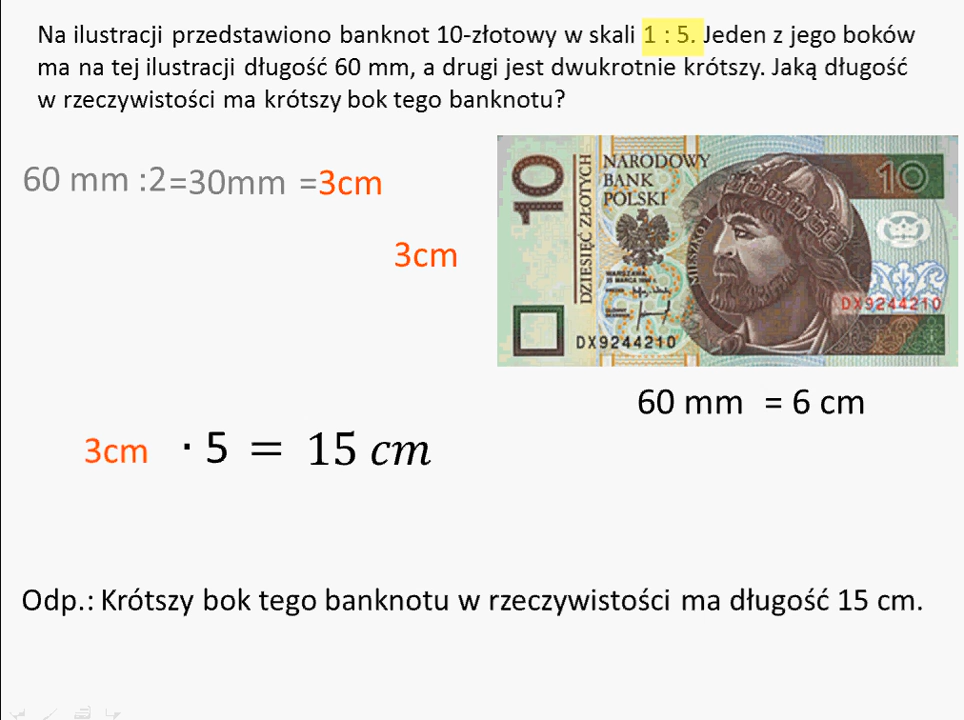 Na ilustracji przedstawiono banknot 10-złotowy w skali 1 : 5. Jeden z jego boków
ma na tej ilustracji długość 60 mm, a drugi jest dwukrotnie krótszy. Jaką długość
w rzeczywistości ma krótszy bok tego banknotu?
60 mm :2=30mm =3cm
3cm
10
DZIESIĘĆ ZŁOTYCH
NARODOWY
BANK
POLSKI
MIESZKO I
10
DX9244210
DX9244210
60 mm = 6 cm
3cm · 5 = 15 cm
Odp.: Krótszy bok tego banknotu w rzeczywistości ma długość 15 cm.